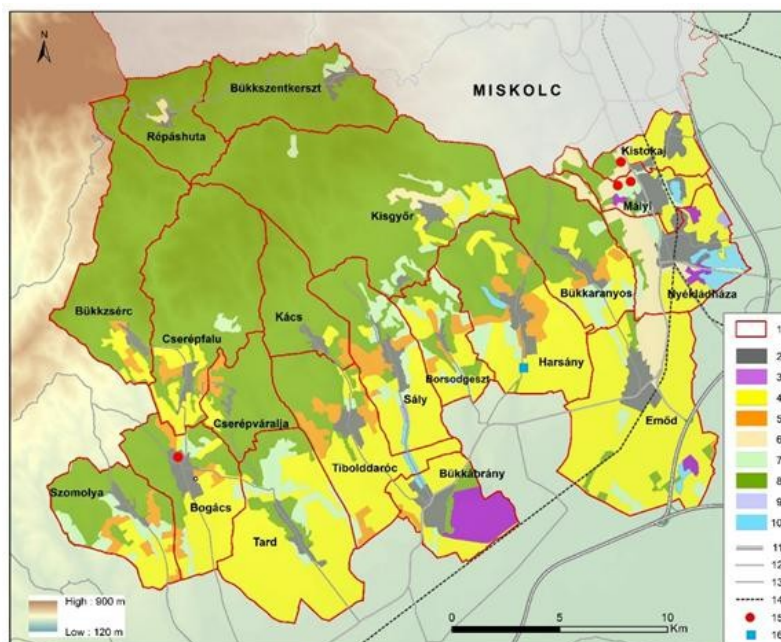 N
MISKOLC
Bükkszentkerszt
Répáshuta
Kistokaj
Mályi
Kisgyőr
Nyékládháza
Bükkaranyos
Bükkzsérc
Kács
Cserépfalu
Harsány
Borsodgeszt
Sály
Emőd
Cserépváralja
Tibolddaróc
Bükkábrány
Szomolya
Bogács
Tard
1
2
3
4
5
6
7
8
9
10
11
12
13
14
15
High : 900 m
Low : 120 m
0 5 10
Km